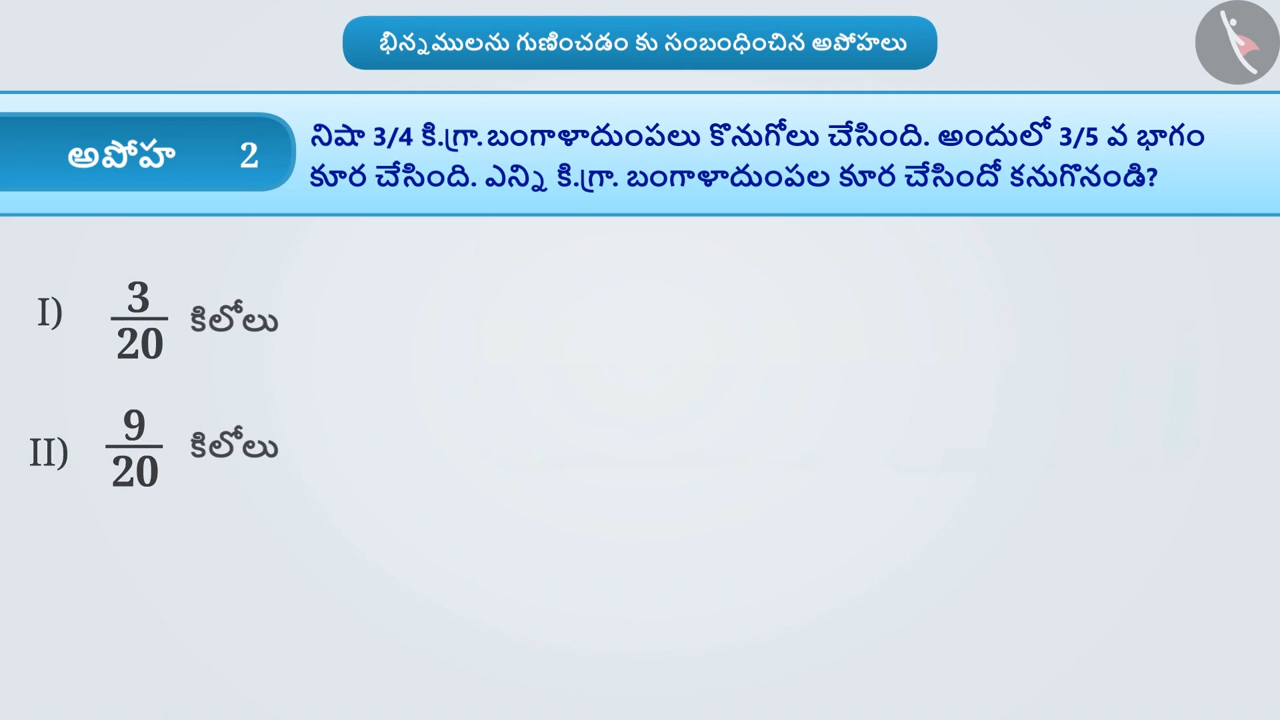 భిన్నములను గుణించడం కు సంబంధించిన అపోహలు
అపోహ 2
నిషా 3/4 కి.గ్రా.బంగాళాదుంపలు కొనుగోలు చేసింది. అందులో 3/5 వ భాగం
కూర చేసింది. ఎన్ని కి.గ్రా. బంగాళాదుంపల కూర చేసిందో కనుగొనండి?
I) 3/20 కిలోలు
II) 9/20 కిలోలు